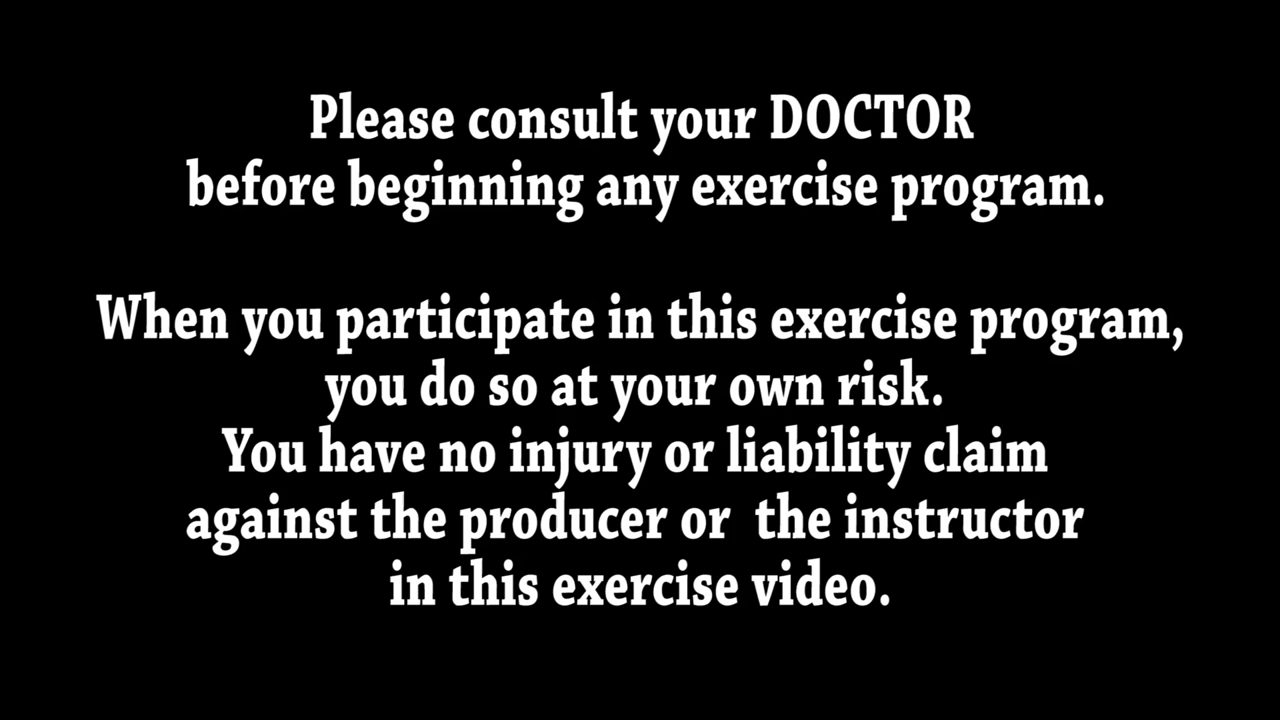 Please consult your DOCTOR
before beginning any exercise program.
When you participate in this exercise program,
you do so at your own risk.
You have no injury or liability claim
against the producer or  the instructor
in this exercise video.